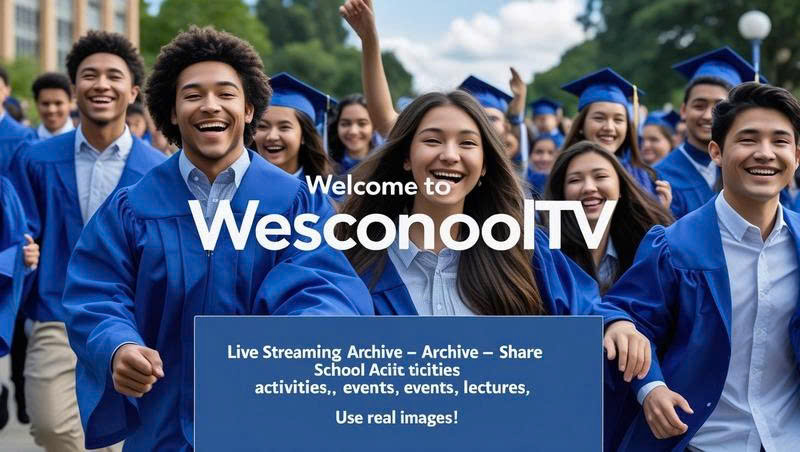 Welcome to
WesconoolTV
Live Streaming Archive – Archive – Share
School Aciit ticities
activities,, events, events, lectures,
Use real images!